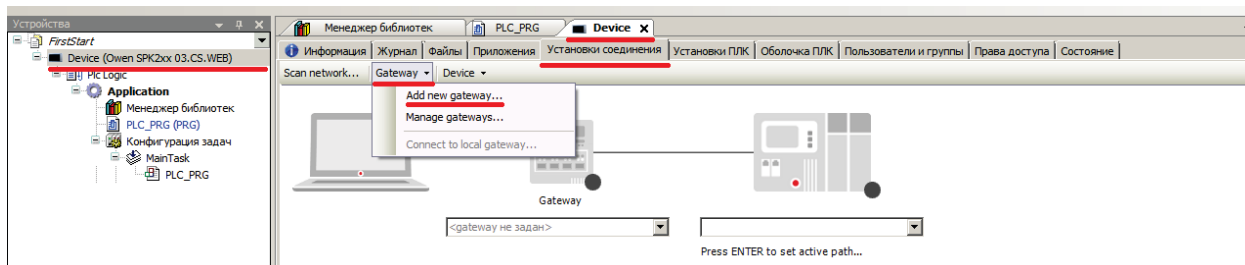 Устройства
FirstStart
Device (Owen SPK2xx 03.CS.WEB)
Plc Logic
Application
Менеджер библиотек
PLC_PRG (PRG)
Конфигурация задач
MainTask
PLC_PRG
Менеджер библиотек PLC_PRG Device
Информация Журнал Файлы Приложения Установки соединения Установки ПЛК Оболочка ПЛК Пользователи и группы Права доступа Состояние
Scan network... Gateway Device
Add new gateway...
Manage gateways...
Connect to local gateway...
Gateway
<gateway не задан>
Press ENTER to set active path...